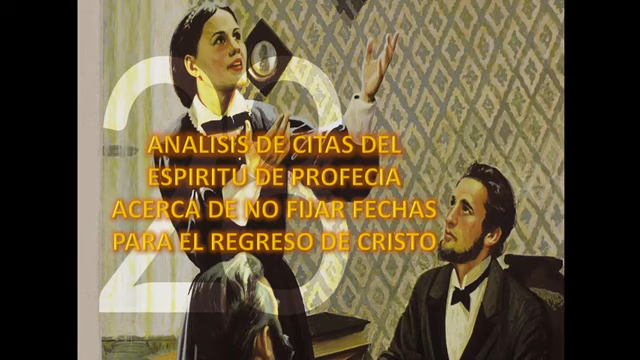 ANALISIS DE CITAS DEL
ESPIRITU DE PROFECIA
ACERCA DE NO FIJAR FECHAS
PARA EL REGRESO DE CRISTO